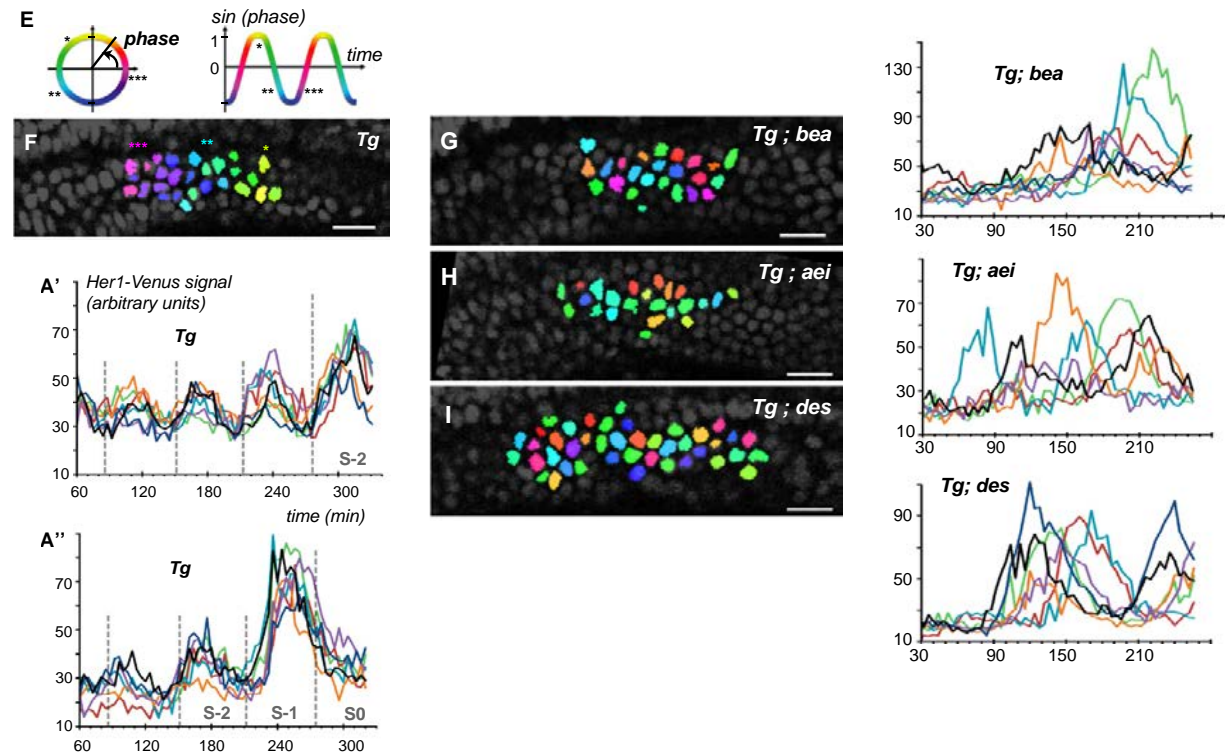 E
phase
*
**
***
sin (phase)
1
0
time
*
**
***
F
Tg
***
**
*
G
Tg ; bea
H
Tg ; aei
I
Tg ; des
A’
Her1-Venus signal
(arbitrary units)
Tg
70
50
30
10
60 120 180 240 300
S-2
time (min)
A”
Tg
70
50
30
10
S-2 S-1 S0
60 120 180 240 300
Tg; bea
130
90
50
10
30 90 150 210
Tg; aei
70
50
30
10
30 90 150 210
Tg; des
90
50
10
30 90 150 210